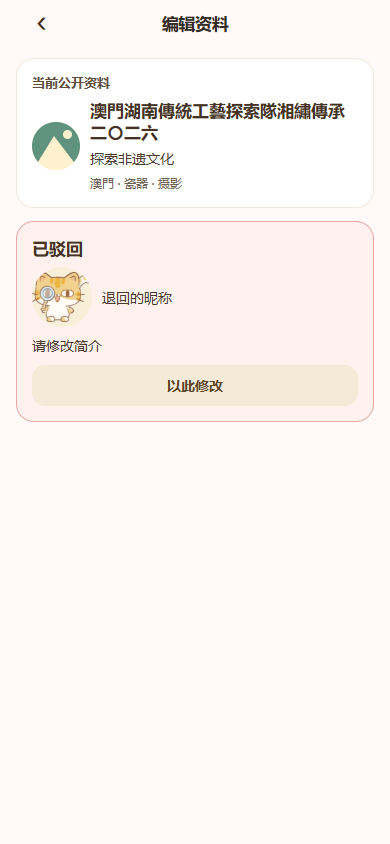 编辑资料
当前公开资料
澳門湖南傳統工藝探索隊湘繡傳承
二〇二六
探索非遗文化
澳門 · 瓷器 · 摄影
已驳回
退回的昵称
请修改简介
以此修改